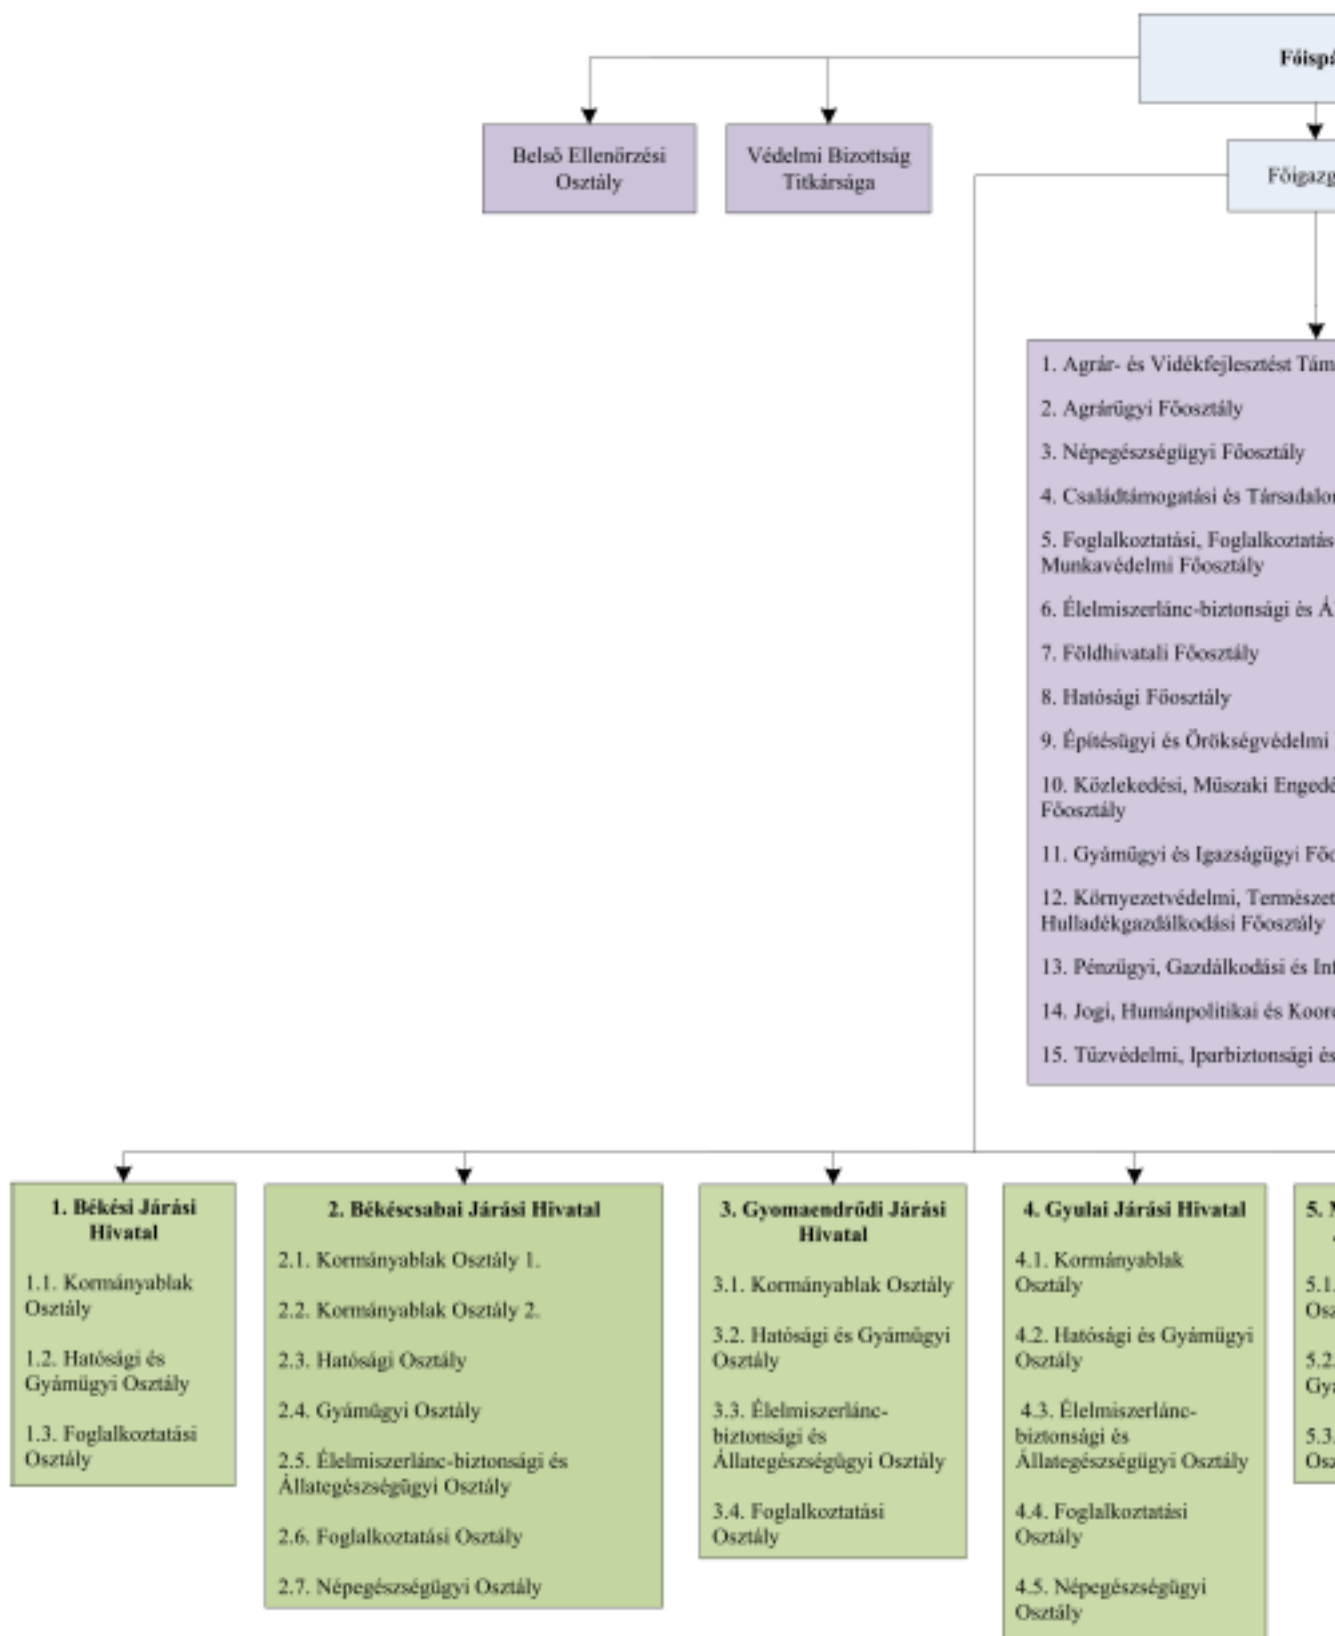 Főispá
Belső Ellenőrzési
Osztály
Védelmi Bizottság
Titkársága
Főigazg
1. Agrár- és Vidékfejlesztést Tám
2. Agrárügyi Főosztály
3. Népegészségügyi Főosztály
4. Családtámogatási és Társadalo
5. Foglalkoztatási, Foglalkoztatás
Munkavédelmi Főosztály
6. Élelmiszerlánc-biztonsági és Ál
7. Földhivatali Főosztály
8. Hatósági Főosztály
9. Építésügyi és Örökségvédelmi
10. Közlekedési, Műszaki Engedé
Főosztály
11. Gyámügyi és Igazságügyi Főo
12. Környezetvédelmi, Természet
Hulladékgazdálkodási Főosztály
13. Pénzügyi, Gazdálkodási és Inf
14. Jogi, Humánpolitikai és Koord
15. Tűzvédelmi, Iparbiztonsági és
1. Békési Járási
Hivatal
1.1. Kormányablak
Osztály
1.2. Hatósági és
Gyámügyi Osztály
1.3. Foglalkoztatási
Osztály
2. Békéscsabai Járási Hivatal
2.1. Kormányablak Osztály 1.
2.2. Kormányablak Osztály 2.
2.3. Hatósági Osztály
2.4. Gyámügyi Osztály
2.5. Élelmiszerlánc-biztonsági és
Állategészségügyi Osztály
2.6. Foglalkoztatási Osztály
2.7. Népegészségügyi Osztály
3. Gyomaendrődi Járási
Hivatal
3.1. Kormányablak Osztály
3.2. Hatósági és Gyámügyi
Osztály
3.3. Élelmiszerlánc-
biztonsági és
Állategészségügyi Osztály
3.4. Foglalkoztatási
Osztály
4. Gyulai Járási Hivatal
4.1. Kormányablak
Osztály
4.2. Hatósági és Gyámügyi
Osztály
4.3. Élelmiszerlánc-
biztonsági és
Állategészségügyi Osztály
4.4. Foglalkoztatási
Osztály
4.5. Népegészségügyi
Osztály
5. M
5.1.
Osz
5.2.
Gyá
5.3.
Osz